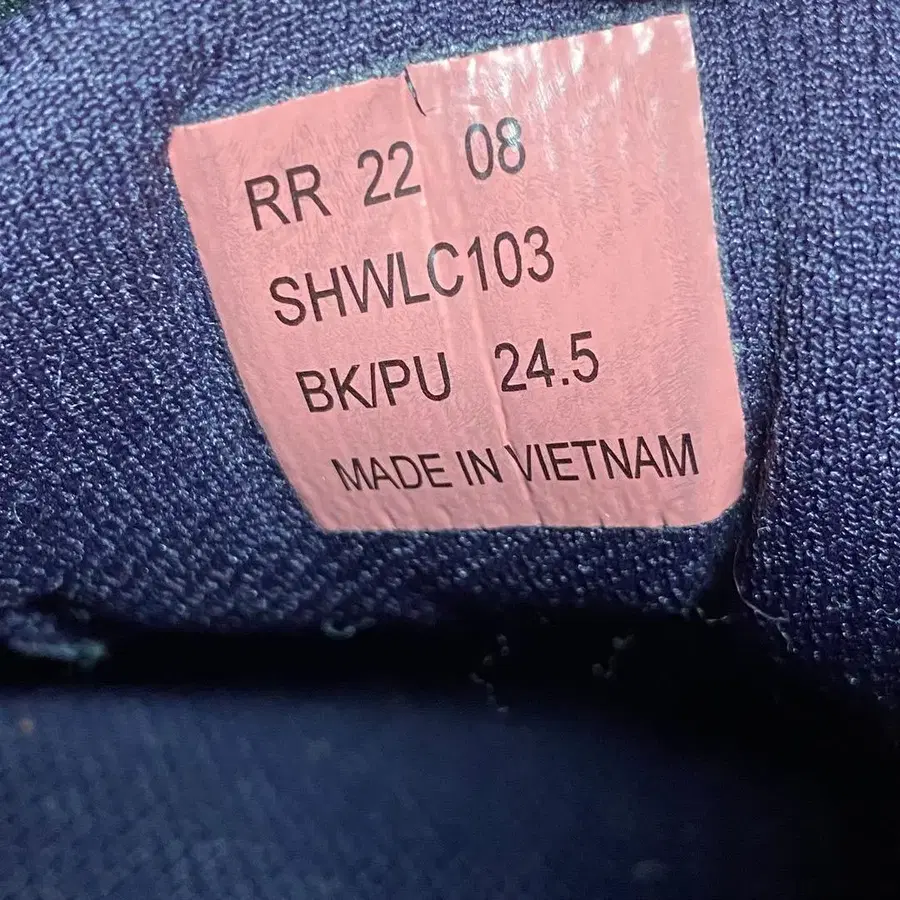 RR 22 08
SHWLC103
BK/PU 24.5
MADE IN VIETNAM